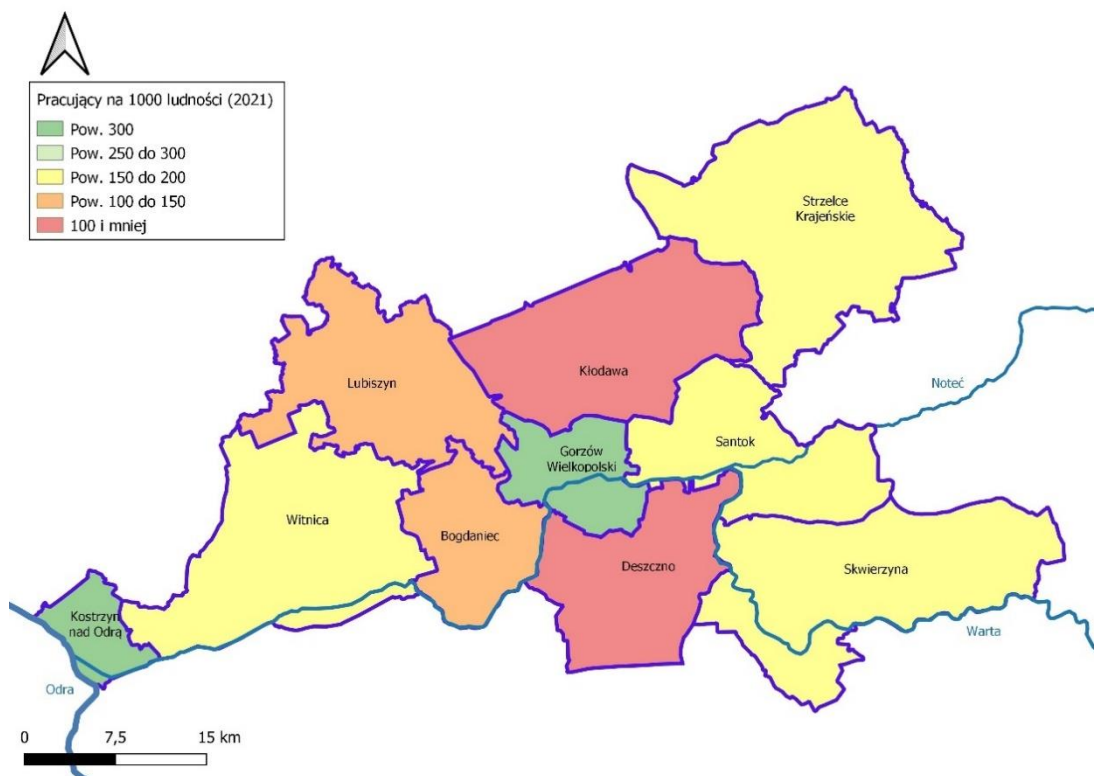 Pracujący na 1000 ludności (2021)
Pow. 300
Pow. 250 do 300
Pow. 150 do 200
Pow. 100 do 150
100 i mniej
Strzelce
Krajeńskie
Kłodawa
Lubiszyn
Noteć
Santok
Gorzów
Wielkopolski
Witnica
Bogdaniec
Deszczno
Skwierzyna
Kostrzyn
nad Odrą
Warta
Odra
0 7,5 15 km